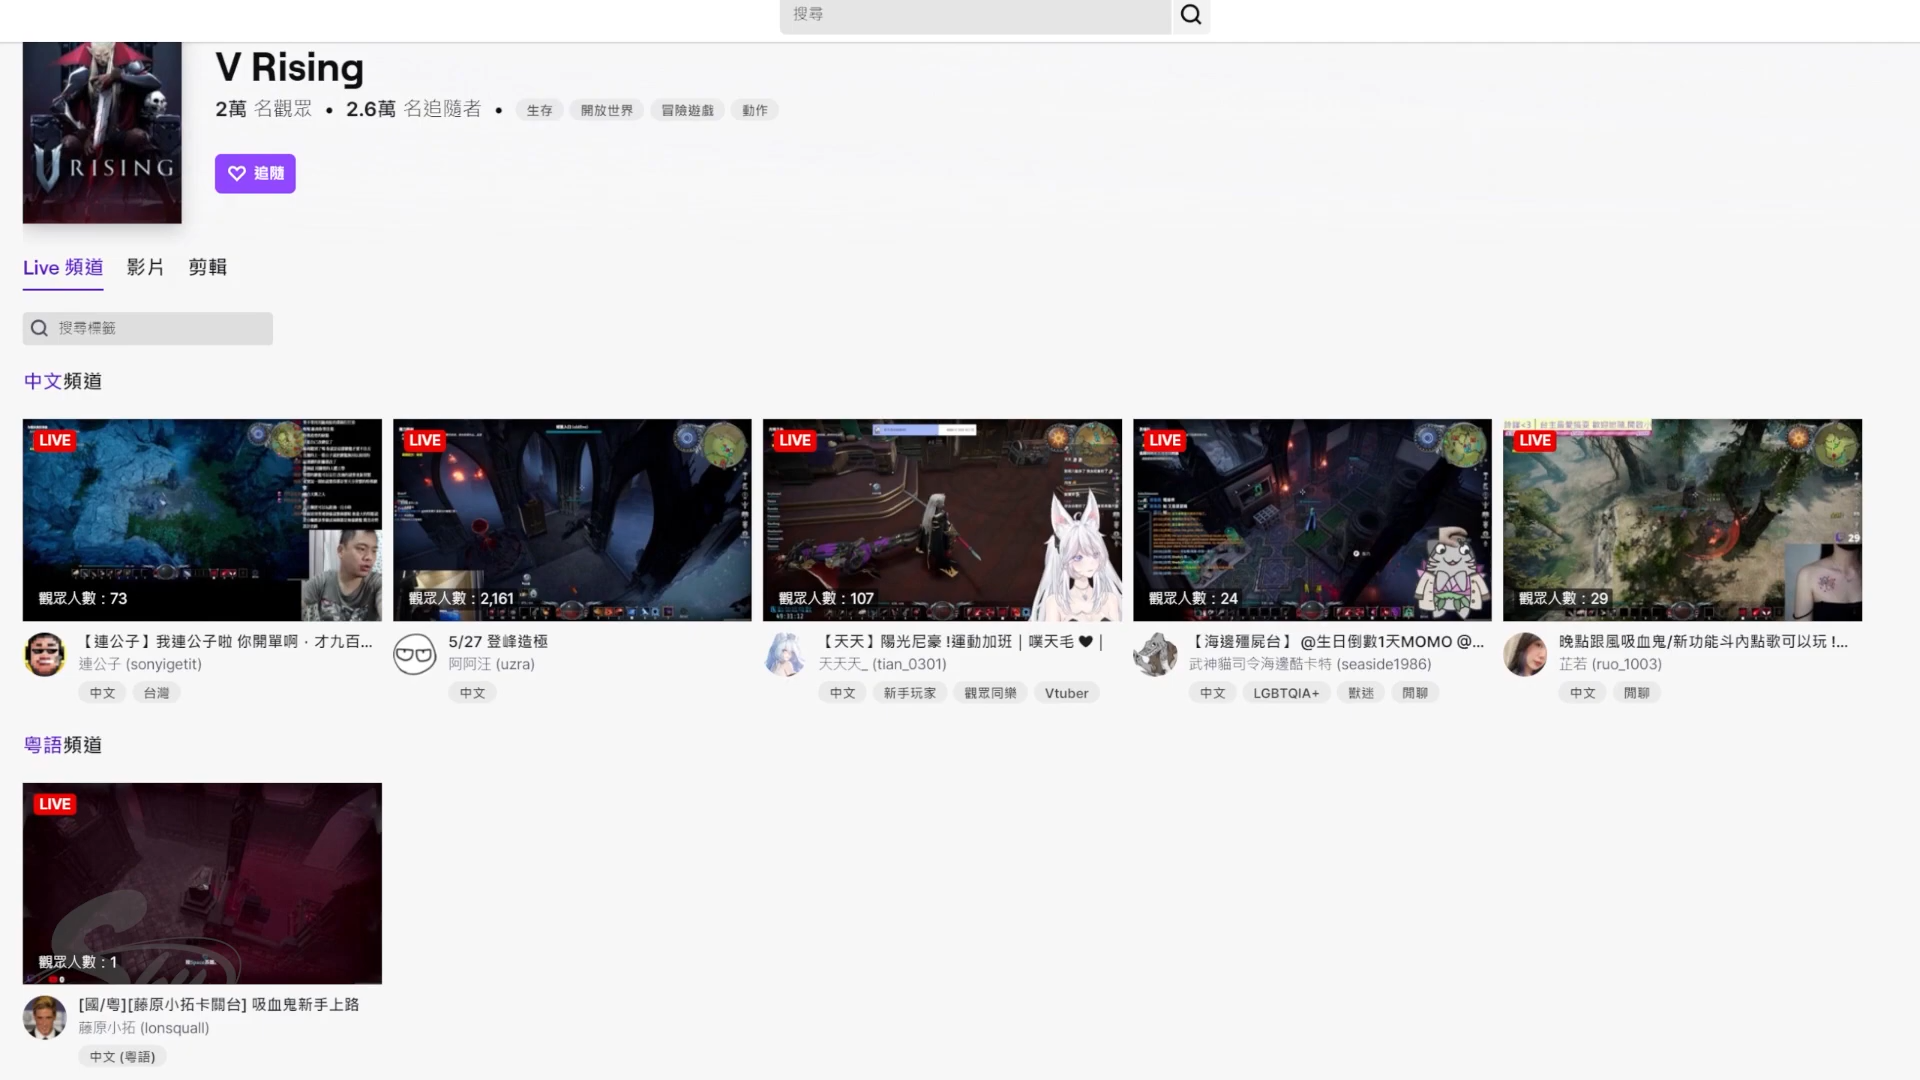 搜尋
V Rising
2萬 名觀眾 • 2.6萬 名追隨者 • 生存 開放世界 冒險遊戲 動作
V RISING
追隨
Live 頻道 影片 剪輯
搜尋標籤
中文頻道
LIVE
觀眾人數：73
【連公子】我連公子啦 你開單啊．才九百...
連公子 (sonyigetit)
中文 台灣
LIVE
觀眾人數：2,161
5/27 登峰造極
阿阿汪 (uzra)
中文
LIVE
觀眾人數：107
【天天】陽光尼豪 !運動加班｜噗天毛 ♥｜
天天天_ (tian_0301)
中文 新手玩家 觀眾同樂 Vtuber
LIVE
觀眾人數：24
【海邊殭屍台】@生日倒數1天MOMO @...
武神貓司令海邊酷卡特 (seaside1986)
中文 LGBTQIA+ 獸迷 閒聊
LIVE
29
觀眾人數：29
晚點跟風吸血鬼/新功能斗內點歌可以玩 !...
芷若 (ruo_1003)
中文 閒聊
粵語頻道
LIVE
觀眾人數：1
[國/粵][藤原小拓卡關台] 吸血鬼新手上路
藤原小拓 (lonsquall)
中文 (粵語)